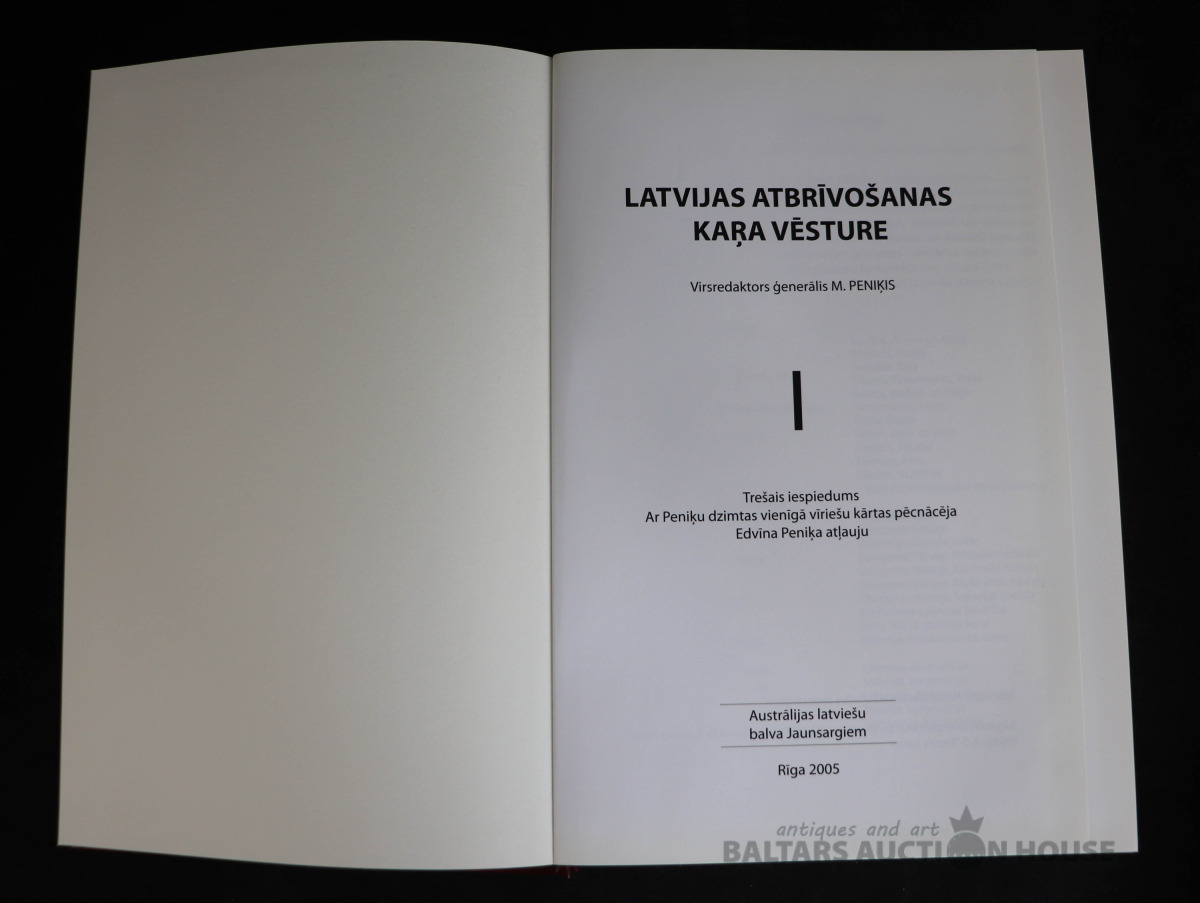 LATVIJAS ATBRĪVOŠANAS
KAŖA VĒSTURE
Virsredaktors ģenerālis M. PENIĶIS
I
Trešais iespiedums
Ar Peniķu dzimtas vienīgā vīriešu kārtas pēcnācēja
Edvīna Peniķa atļauju
Austrālijas latviešu
balva Jaunsargiem
Rīga 2005
antiques and art
BALTARS AUCTION HOUSE